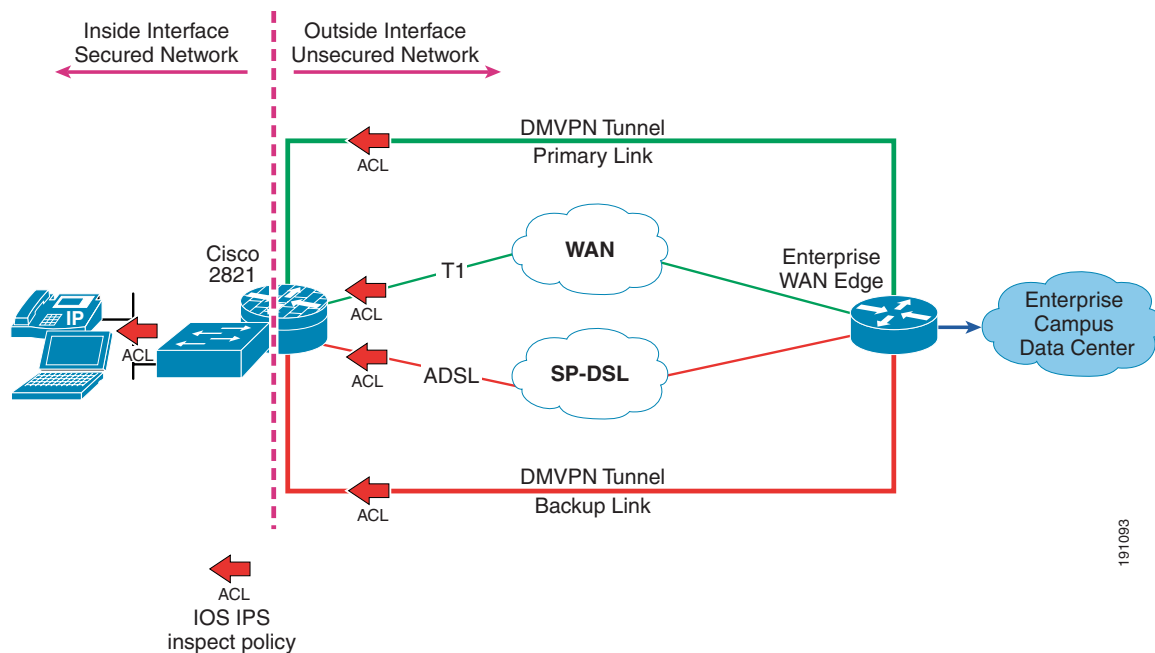 Inside Interface
Secured Network
Outside Interface
Unsecured Network
DMVPN Tunnel
Primary Link
ACL
Cisco
2821
T1
WAN
Enterprise
WAN Edge
ACL
IP
ACL
ACL
ADSL
SP-DSL
Enterprise
Campus
Data Center
DMVPN Tunnel
Backup Link
ACL
191093
ACL
IOS IPS
inspect policy